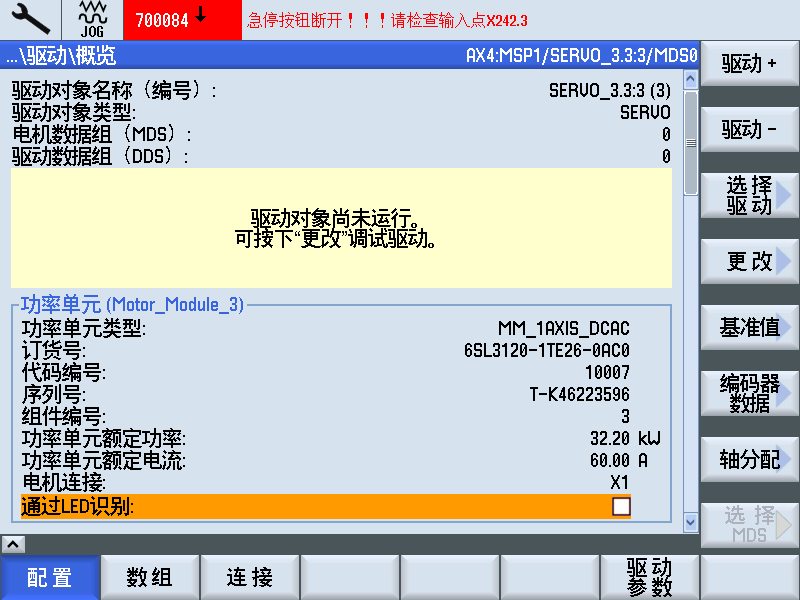 JOG
700084
急停按钮断开！！！请检查输入点X242.3
...\驱动\概览
AX4:MSP1/SERVO_3.3:3/MDS0
驱动对象名称（编号）:
SERVO_3.3:3 (3)
驱动对象类型:
SERVO
电机数据组（MDS）:
0
驱动数据组（DDS）:
0
驱动对象尚未运行。
可按下“更改”调试驱动。
功率单元 (Motor_Module_3)
功率单元类型:
MM_1AXIS_DCAC
订货号:
6SL3120-1TE26-0AC0
代码编号:
10007
序列号:
T-K46223596
组件编号:
3
功率单元额定功率:
32.20 kW
功率单元额定电流:
60.00 A
电机连接:
X1
通过LED识别:
驱动 +
驱动 -
选择
驱动
更改
基准值
编码器
数据
轴分配
选择
MDS
配置
数组
连接
驱动
参数